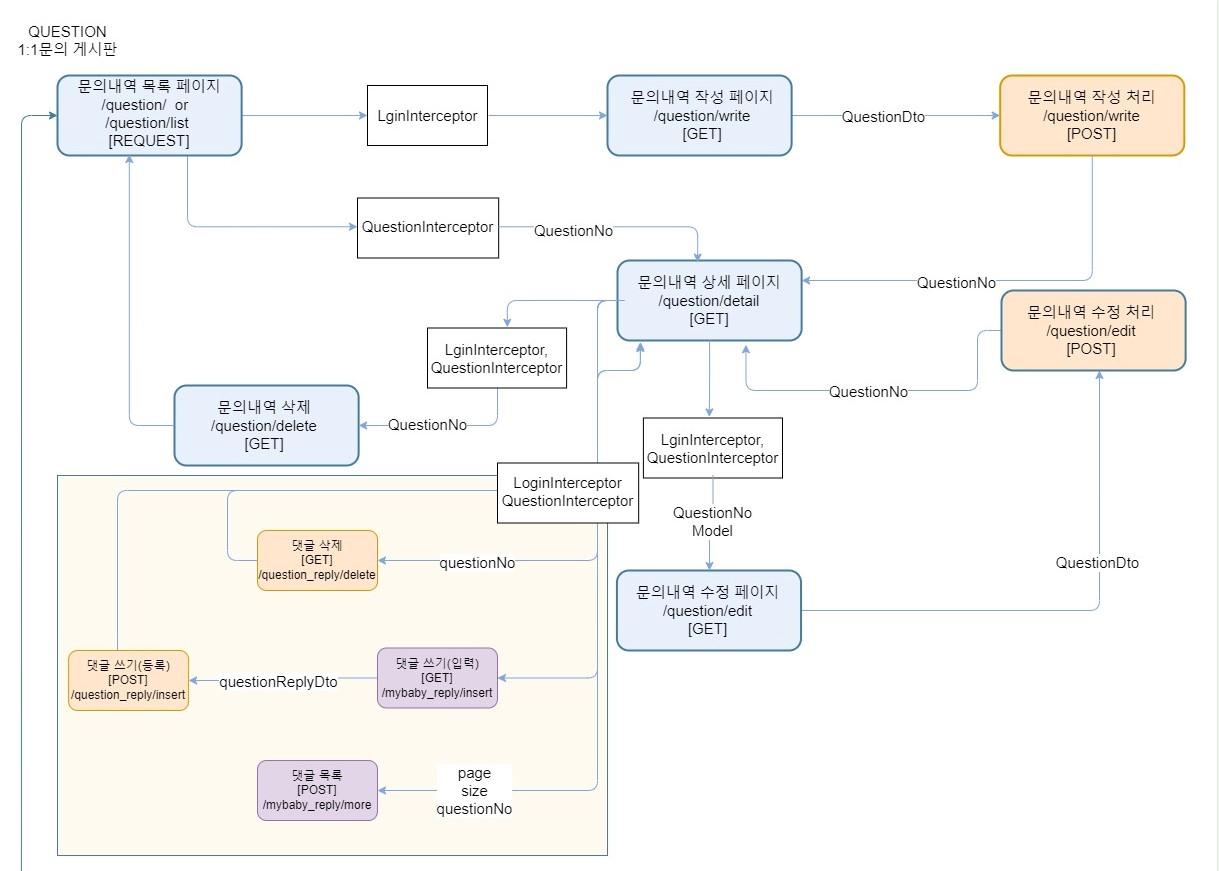 QUESTION
1:1문의 게시판
문의내역 목록 페이지
/question/ or
/question/list
[REQUEST]
LginInterceptor
문의내역 작성 페이지
/question/write
[GET]
QuestionDto
문의내역 작성 처리
/question/write
[POST]
QuestionInterceptor
QuestionNo
문의내역 상세 페이지
/question/detail
[GET]
QuestionNo
문의내역 수정 처리
/question/edit
[POST]
LginInterceptor,
QuestionInterceptor
QuestionNo
문의내역 삭제
/question/delete
[GET]
QuestionNo
LginInterceptor,
QuestionInterceptor
LoginInterceptor
QuestionInterceptor
QuestionNo
Model
댓글 삭제
[GET]
/question_reply/delete
questionNo
QuestionDto
문의내역 수정 페이지
/question/edit
[GET]
댓글 쓰기(등록)
[POST]
/question_reply/insert
questionReplyDto
댓글 쓰기(입력)
[GET]
/mybaby_reply/insert
댓글 목록
[POST]
/mybaby_reply/more
page
size
questionNo